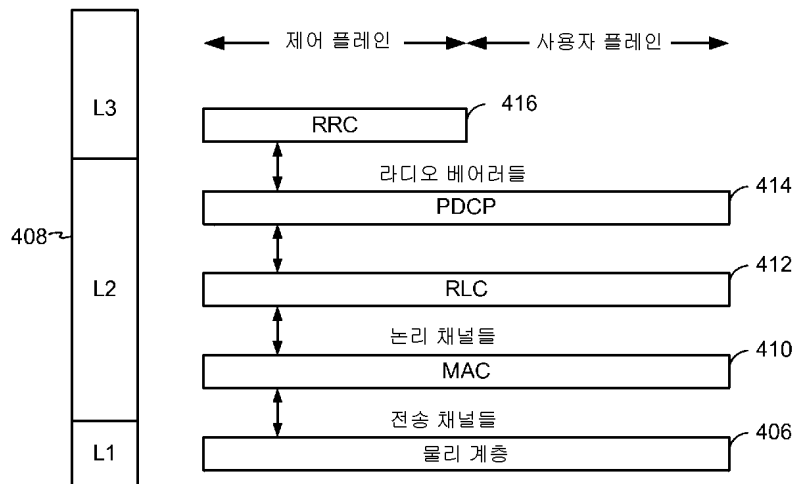 제어 플레인
사용자 플레인
L3
RRC
416
라디오 베어러들
PDCP
414
408
L2
RLC
412
논리 채널들
MAC
410
전송 채널들
L1
물리 계층
406